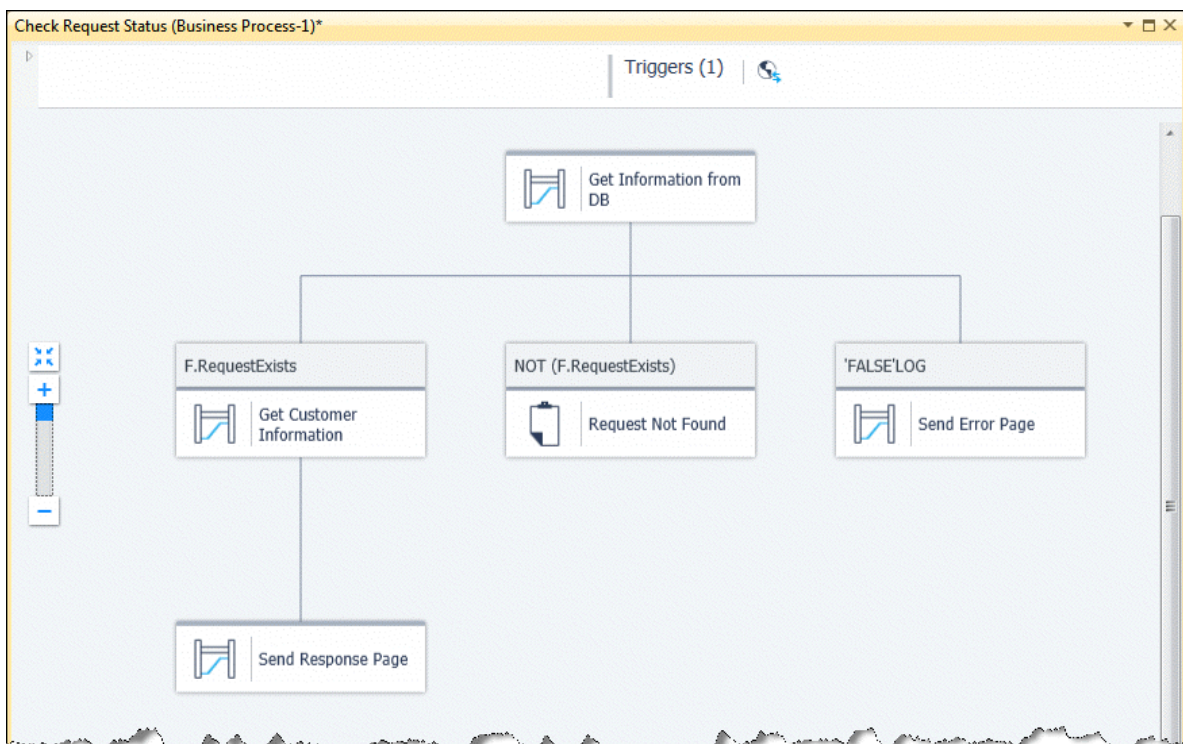 Check Request Status (Business Process-1)*
Triggers (1)
Get Information from
DB
F.RequestExists
NOT (F.RequestExists)
'FALSE'LOG
Get Customer
Information
Request Not Found
Send Error Page
Send Response Page